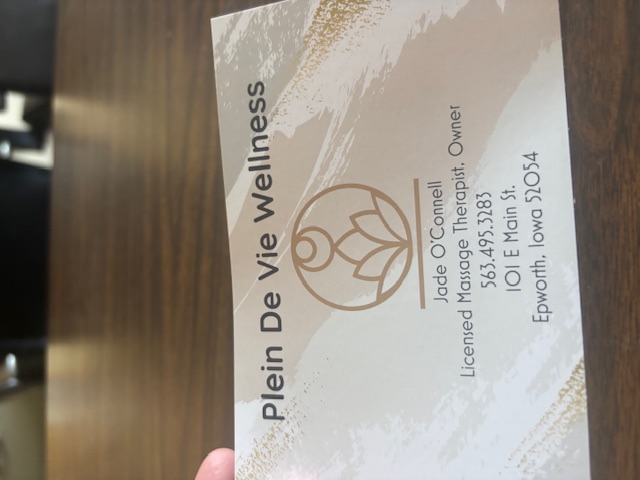 Plein De Vie Wellness
Jade O'Connell
Licensed Massage Therapist, Owner
563.495.3283
101 E Main St.
Epworth, Iowa 52054